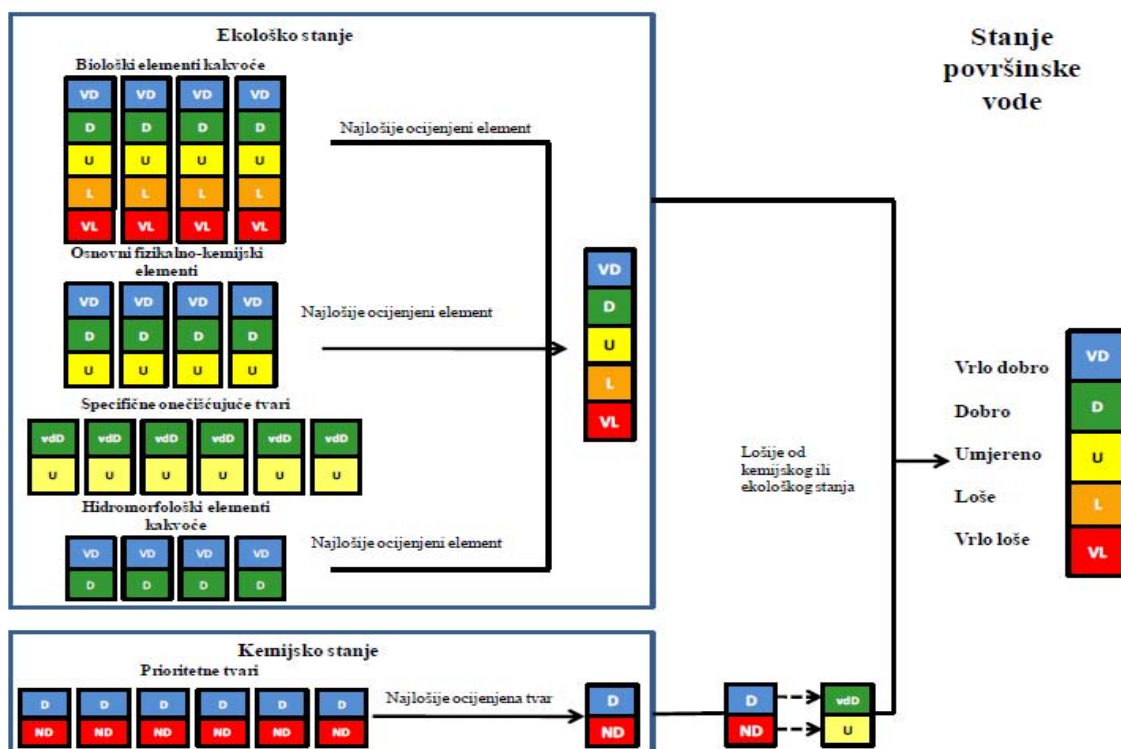 Ekološko stanje
Biološki elementi kakvoće
VD VD VD VD
D D D D
U U U U
L L L L
VL VL VL VL
Najlošije ocijenjeni element
Osnovni fizikalno-kemijski
elementi
VD VD VD VD
D D D D
U U U U
Najlošije ocijenjeni element
Specifične onečišćujuće tvari
vdD vdD vdD vdD vdD vdD
U U U U U U
Hidromorfološki elementi
kakvoće
VD VD VD VD
D D D D
Najlošije ocijenjeni element
VD
D
U
L
VL
Kemijsko stanje
Prioritetne tvari
D D D D D D
ND ND ND ND ND ND
Najlošije ocijenjena tvar
D
ND
D
ND
vdD
U
Lošije od
kemijskog ili
ekološkog stanja
Stanje
površinske
vode
Vrlo dobro VD
Dobro D
Umjereno U
Loše L
Vrlo loše VL